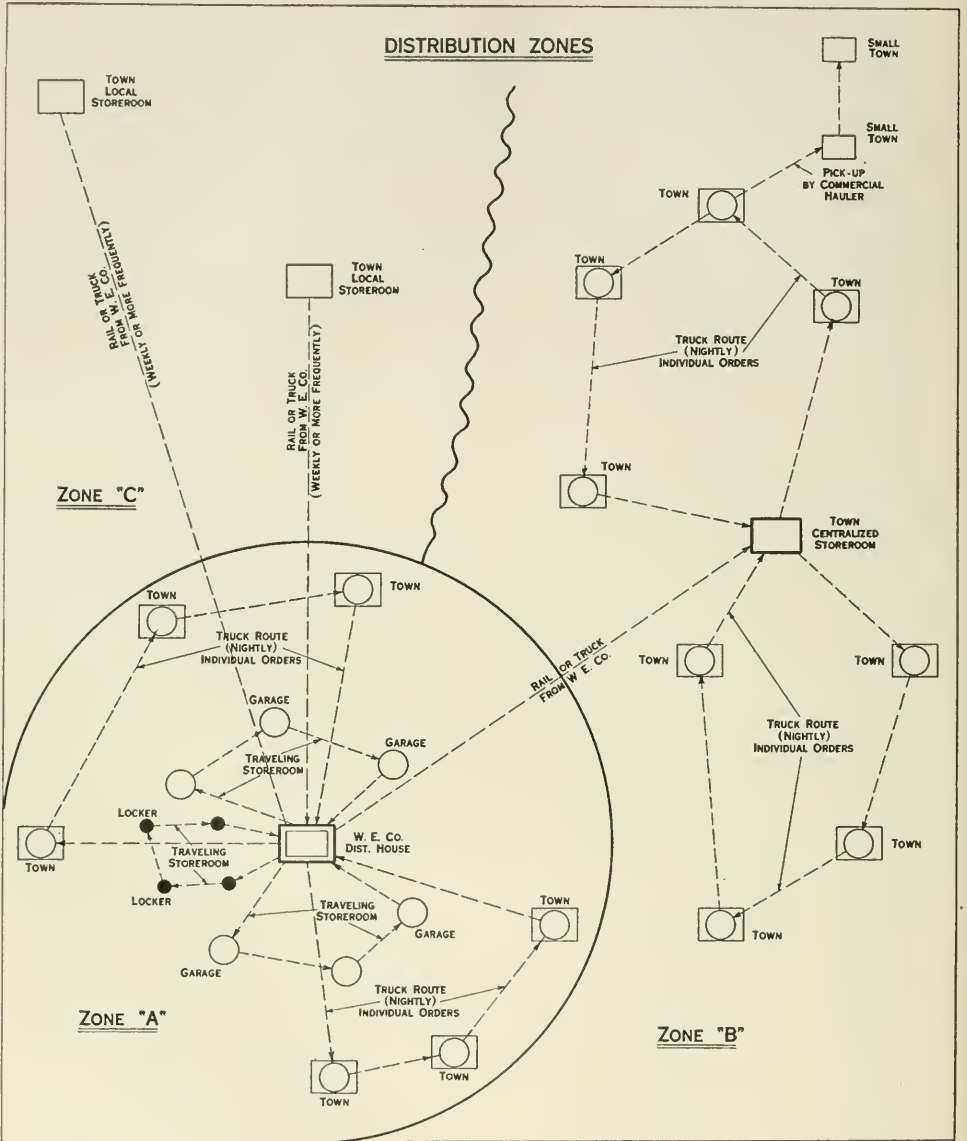 DISTRIBUTION ZONES
TOWN
LOCAL
STOREROOM
SMALL
TOWN
SMALL
TOWN
PICK-UP
BY COMMERCIAL
HAULER
TOWN
TOWN
TOWN
TRUCK ROUTE
(NIGHTLY)
INDIVIDUAL ORDERS
TOWN
TOWN
LOCAL
STOREROOM
RAIL OR TRUCK
FROM W. E. CO.
(WEEKLY OR MORE FREQUENTLY)
RAIL OR TRUCK
FROM W. E. CO.
(WEEKLY OR MORE FREQUENTLY)
ZONE "C"
TOWN
CENTRALIZED
STOREROOM
RAIL OR TRUCK
FROM W E. CO.
TOWN
TOWN
TRUCK ROUTE
(NIGHTLY)
INDIVIDUAL ORDERS
TOWN
TOWN
ZONE "B"
TOWN
TOWN
TRUCK ROUTE
(NIGHTLY)
INDIVIDUAL ORDERS
GARAGE
GARAGE
TRAVELING
STOREROOM
LOCKER
TRAVELING
STOREROOM
LOCKER
TOWN
W. E. CO.
DIST. HOUSE
TRAVELING
STOREROOM
GARAGE
GARAGE
TOWN
TRUCK ROUTE
(NIGHTLY)
INDIVIDUAL ORDERS
TOWN
TOWN
ZONE "A"